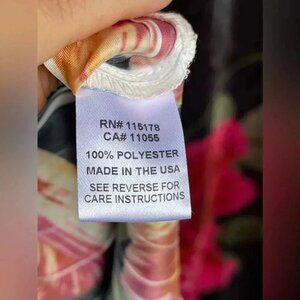 RN# 115178
CA# 11055
100% POLYESTER
MADE IN THE USA
SEE REVERSE FOR
CARE INSTRUCTIONS